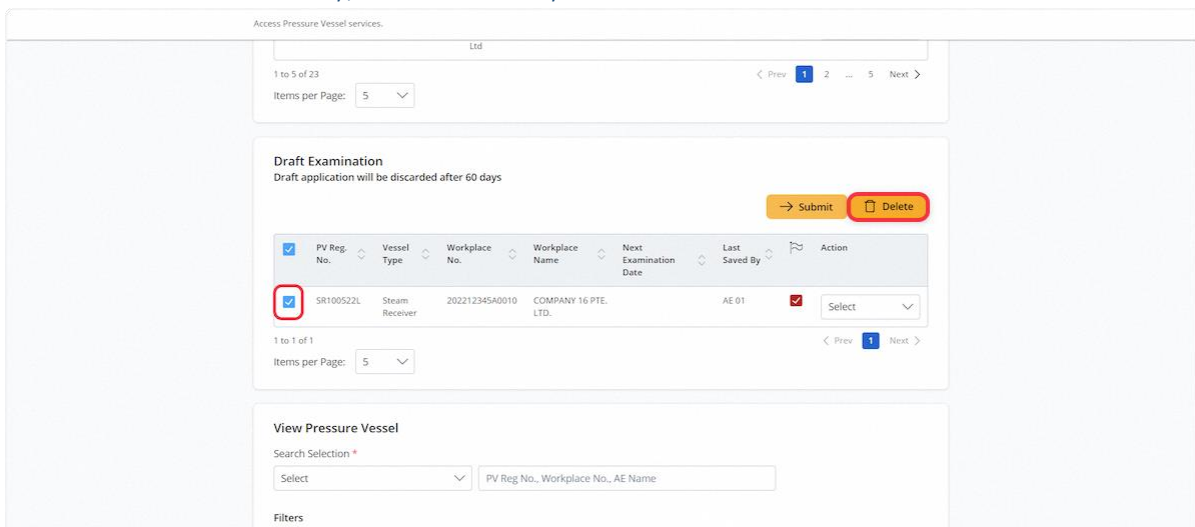 Access Pressure Vessel services.
Ltd
1 to 5 of 23
Prev 1 2 ... 5 Next
Items per Page: 5
Draft Examination
Draft application will be discarded after 60 days
Submit Delete
PV Reg. No. Vessel Type Workplace No. Workplace Name Next Examination Date Last Saved By Action
SR100522L Steam Receiver 202212345A0010 COMPANY 16 PTE. LTD. AE 01 Select
1 to 1 of 1
Prev 1 Next
Items per Page: 5
View Pressure Vessel
Search Selection *
Select PV Reg No., Workplace No., AE Name
Filters